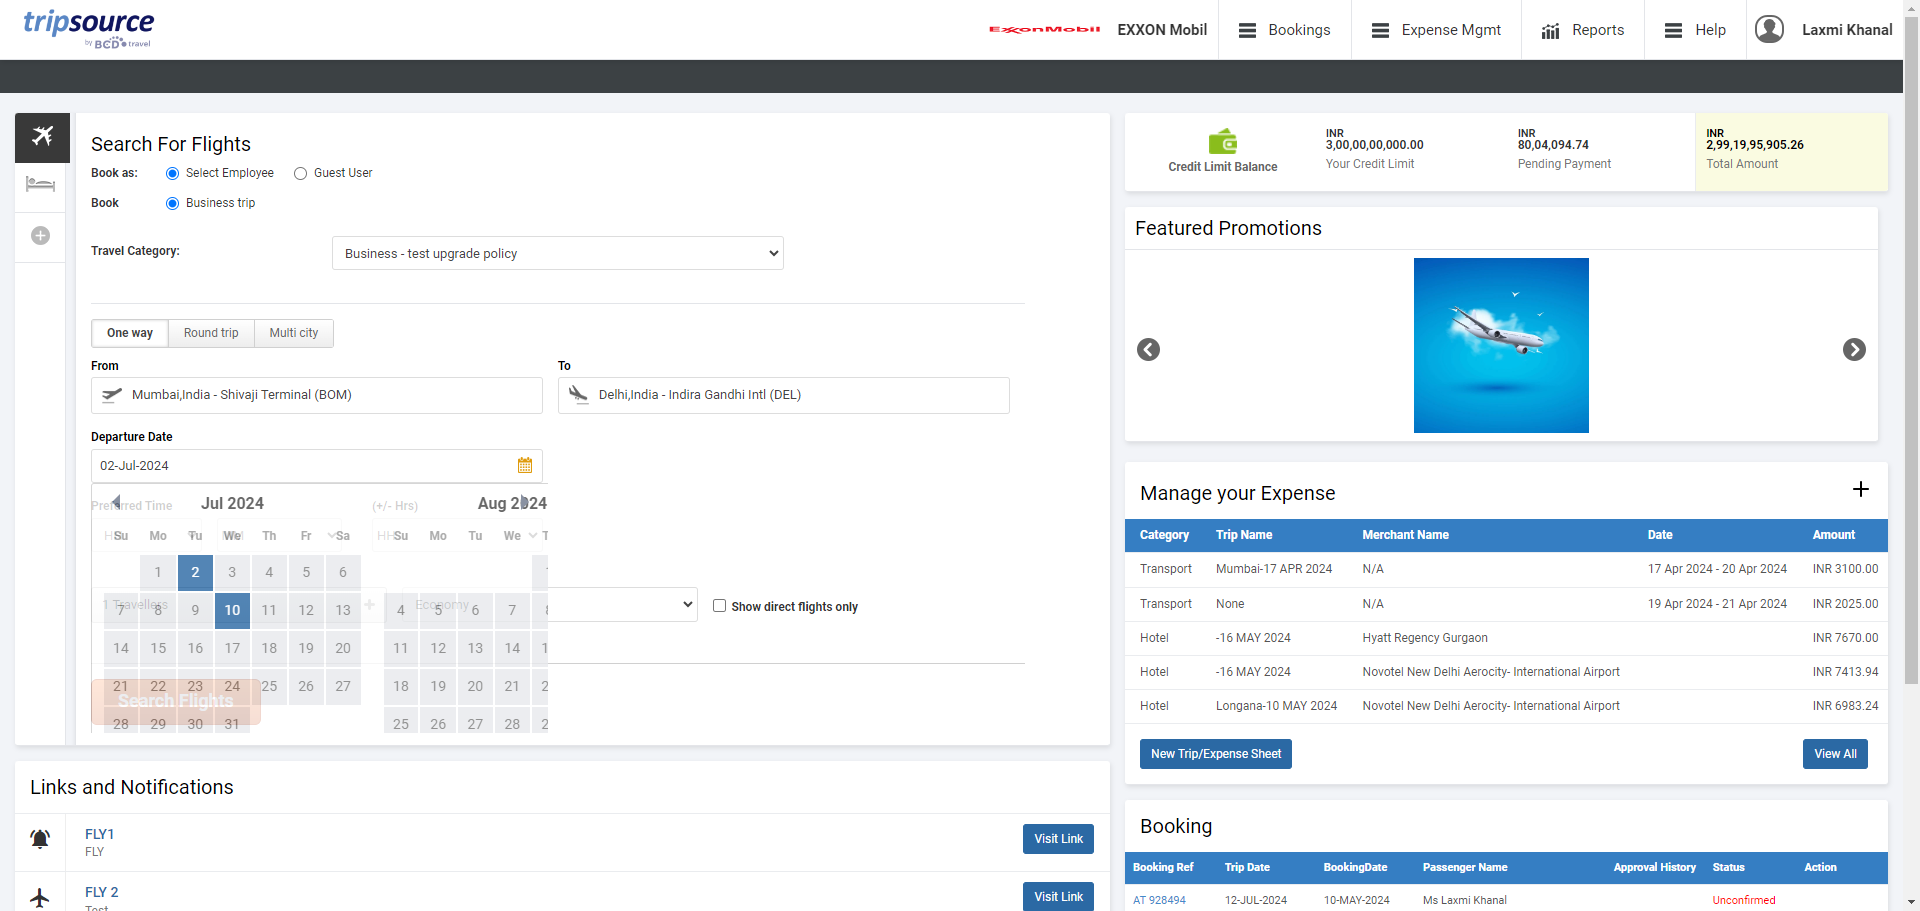 tripsource
by BCD travel
ExxonMobil
EXXON Mobil
Bookings
Expense Mgmt
Reports
Help
Laxmi Khanal
Search For Flights
Book as:
Select Employee
Guest User
Book
Business trip
Travel Category:
Business - test upgrade policy
One way
Round trip
Multi city
From
To
Mumbai,India - Shivaji Terminal (BOM)
Delhi,India - Indira Gandhi Intl (DEL)
Departure Date
02-Jul-2024
Preferred Time
(+/- Hrs)
Jul 2024
Aug 2024
Su Mo Tu We Th Fr Sa
1 2 3 4 5 6
7 8 9 10 11 12 13
14 15 16 17 18 19 20
21 22 23 24 25 26 27
28 29 30 31
Su Mo Tu We T
4 5 6 7 8
11 12 13 14 1
18 19 20 21 2
25 26 27 28 2
1 Travellers
Economy
Show direct flights only
Search Flights
Links and Notifications
FLY1
FLY
Visit Link
FLY 2
Test
Visit Link
Credit Limit Balance
INR
3,00,00,00,000.00
Your Credit Limit
INR
80,04,094.74
Pending Payment
INR
2,99,19,95,905.26
Total Amount
Featured Promotions
Manage your Expense
Category Trip Name Merchant Name Date Amount
Transport Mumbai-17 APR 2024 N/A 17 Apr 2024 - 20 Apr 2024 INR 3100.00
Transport None N/A 19 Apr 2024 - 21 Apr 2024 INR 2025.00
Hotel -16 MAY 2024 Hyatt Regency Gurgaon INR 7670.00
Hotel -16 MAY 2024 Novotel New Delhi Aerocity- International Airport INR 7413.94
Hotel Longana-10 MAY 2024 Novotel New Delhi Aerocity- International Airport INR 6983.24
New Trip/Expense Sheet
View All
Booking
Booking Ref Trip Date BookingDate Passenger Name Approval History Status Action
AT 928494 12-JUL-2024 10-MAY-2024 Ms Laxmi Khanal Unconfirmed